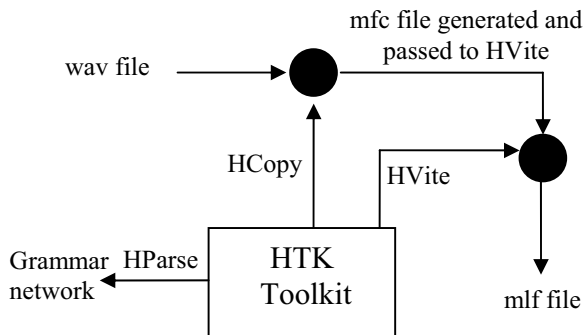 mfc file generated and
passed to HVite
wav file
HCopy
HVite
HParse
Grammar
network
HTK
Toolkit
mlf file